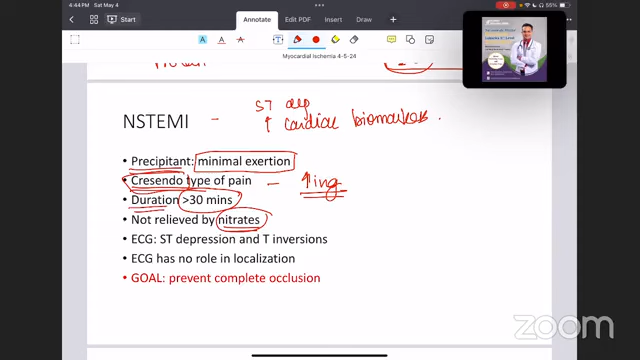 4:44 PM Sat May 4
55%
Start
Annotate
Edit PDF
Insert
Draw
Myocardial Ischemia 4-5-24
NSTEMI -
ST dep
↑ cardiac biomarkers.
• Precipitant: minimal exertion
• Cresendo type of pain - ↑ing
• Duration >30 mins
• Not relieved by nitrates
• ECG: ST depression and T inversions
• ECG has no role in localization
• GOAL: prevent complete occlusion
zoom